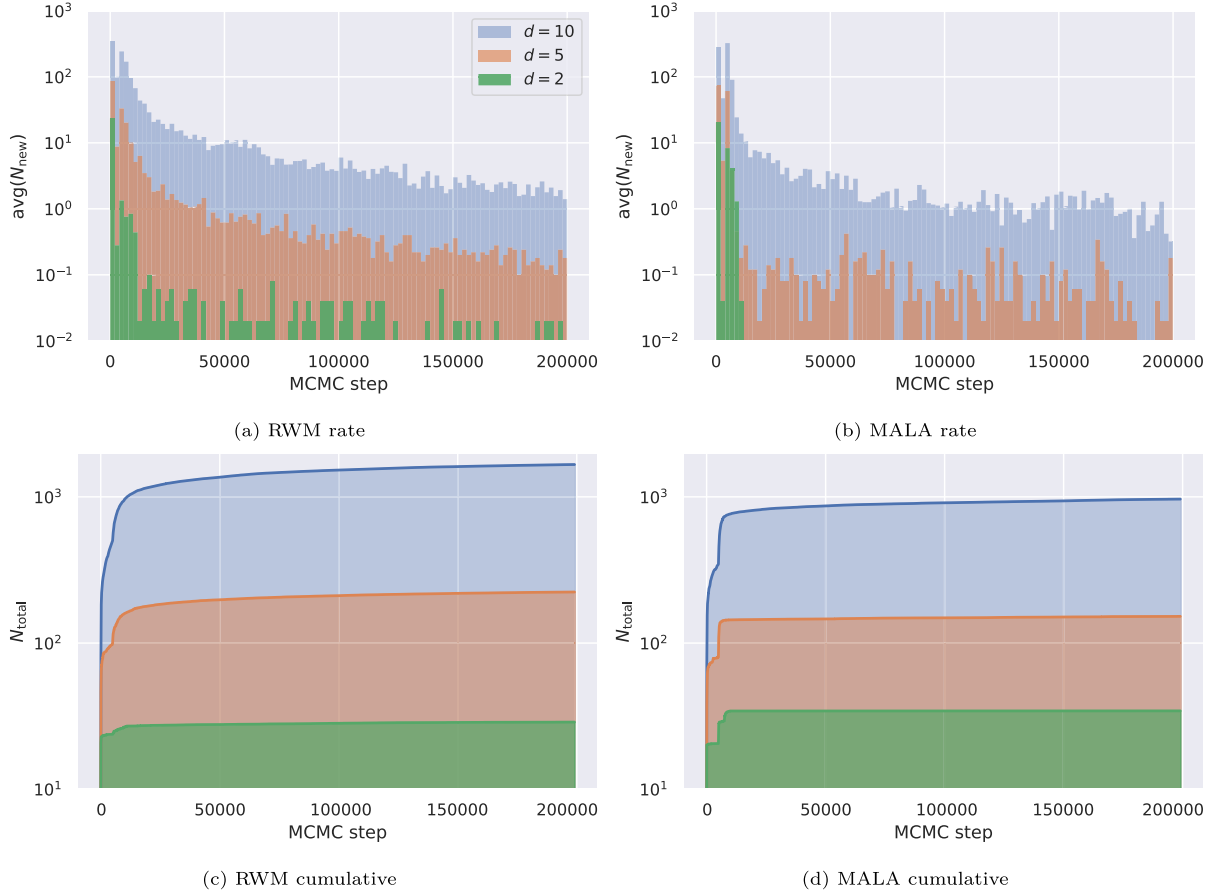 10³
10²
10¹
10⁰
10⁻¹
10⁻²
avg(N_new)
d = 10
d = 5
d = 2
0 50000 100000 150000 200000
MCMC step
(a) RWM rate
10³
10²
10¹
10⁰
10⁻¹
10⁻²
avg(N_new)
0 50000 100000 150000 200000
MCMC step
(b) MALA rate
10³
10²
10¹
N_total
0 50000 100000 150000 200000
MCMC step
(c) RWM cumulative
10³
10²
10¹
N_total
0 50000 100000 150000 200000
MCMC step
(d) MALA cumulative